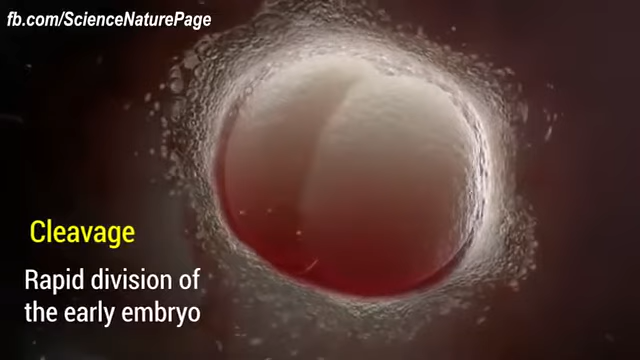 fb.com/ScienceNaturePage
Cleavage
Rapid division of
the early embryo